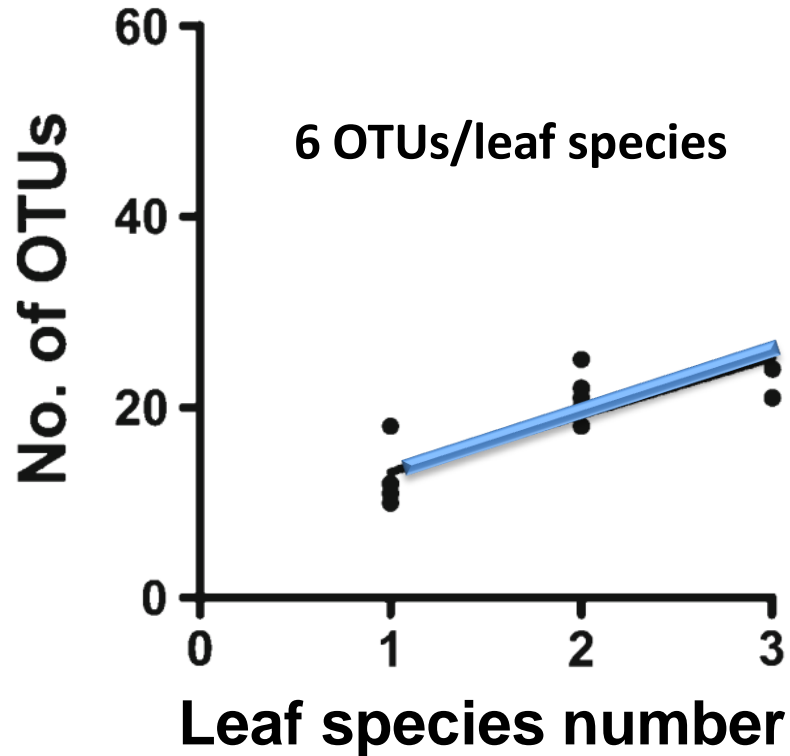 60
6 OTUs/leaf species
40
No. of OTUs
20
0
0 1 2 3
Leaf species number